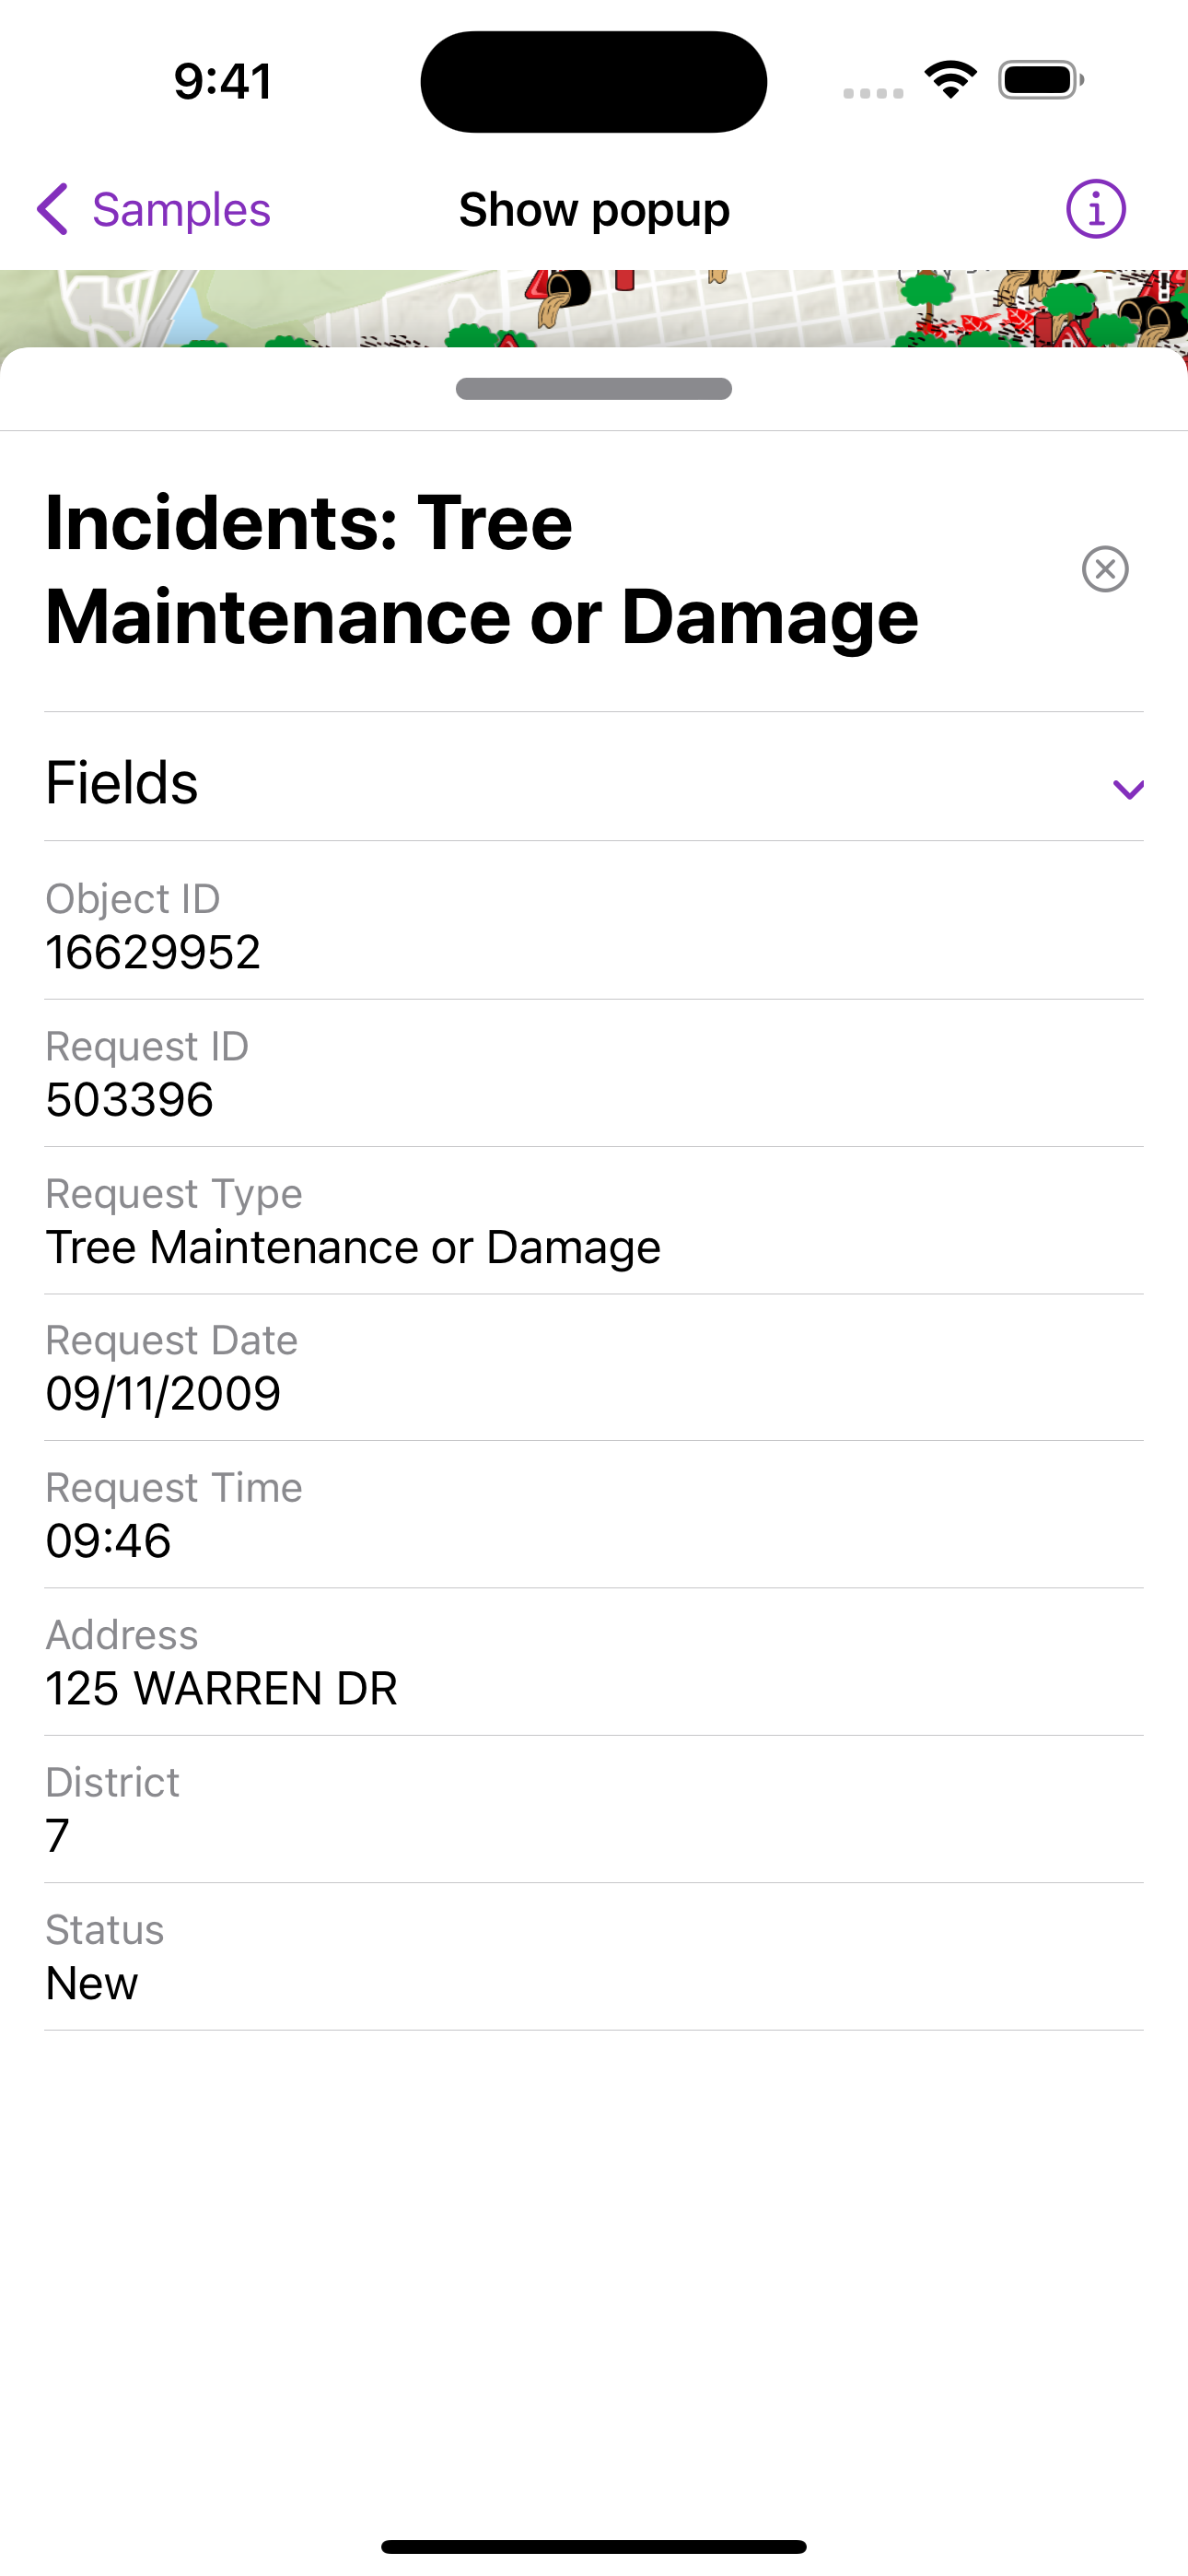 9:41
Samples
Show popup
Incidents: Tree
Maintenance or Damage
Fields
Object ID
16629952
Request ID
503396
Request Type
Tree Maintenance or Damage
Request Date
09/11/2009
Request Time
09:46
Address
125 WARREN DR
District
7
Status
New